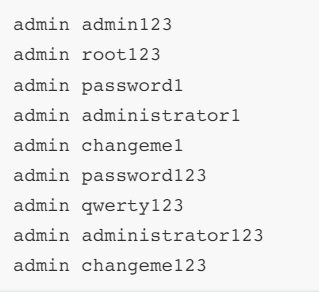 admin admin123
admin root123
admin password1
admin administrator1
admin changeme1
admin password123
admin qwerty123
admin administrator123
admin changeme123